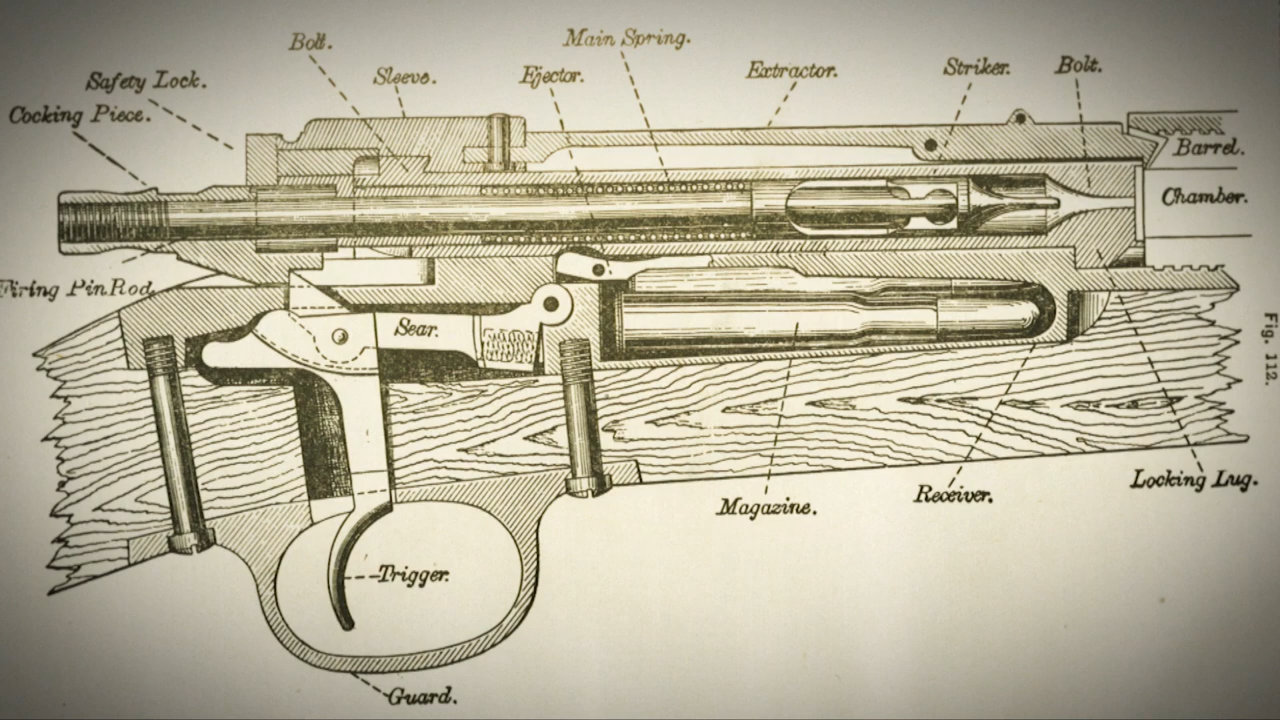 Bolt.
Main Spring.
Safety Lock.
Sleeve.
Ejector.
Extractor.
Striker.
Bolt.
Cocking Piece.
Barrel.
Chamber.
Firing Pin Rod.
Sear.
Fig. 112.
Magazine.
Receiver.
Locking Lug.
Trigger.
Guard.